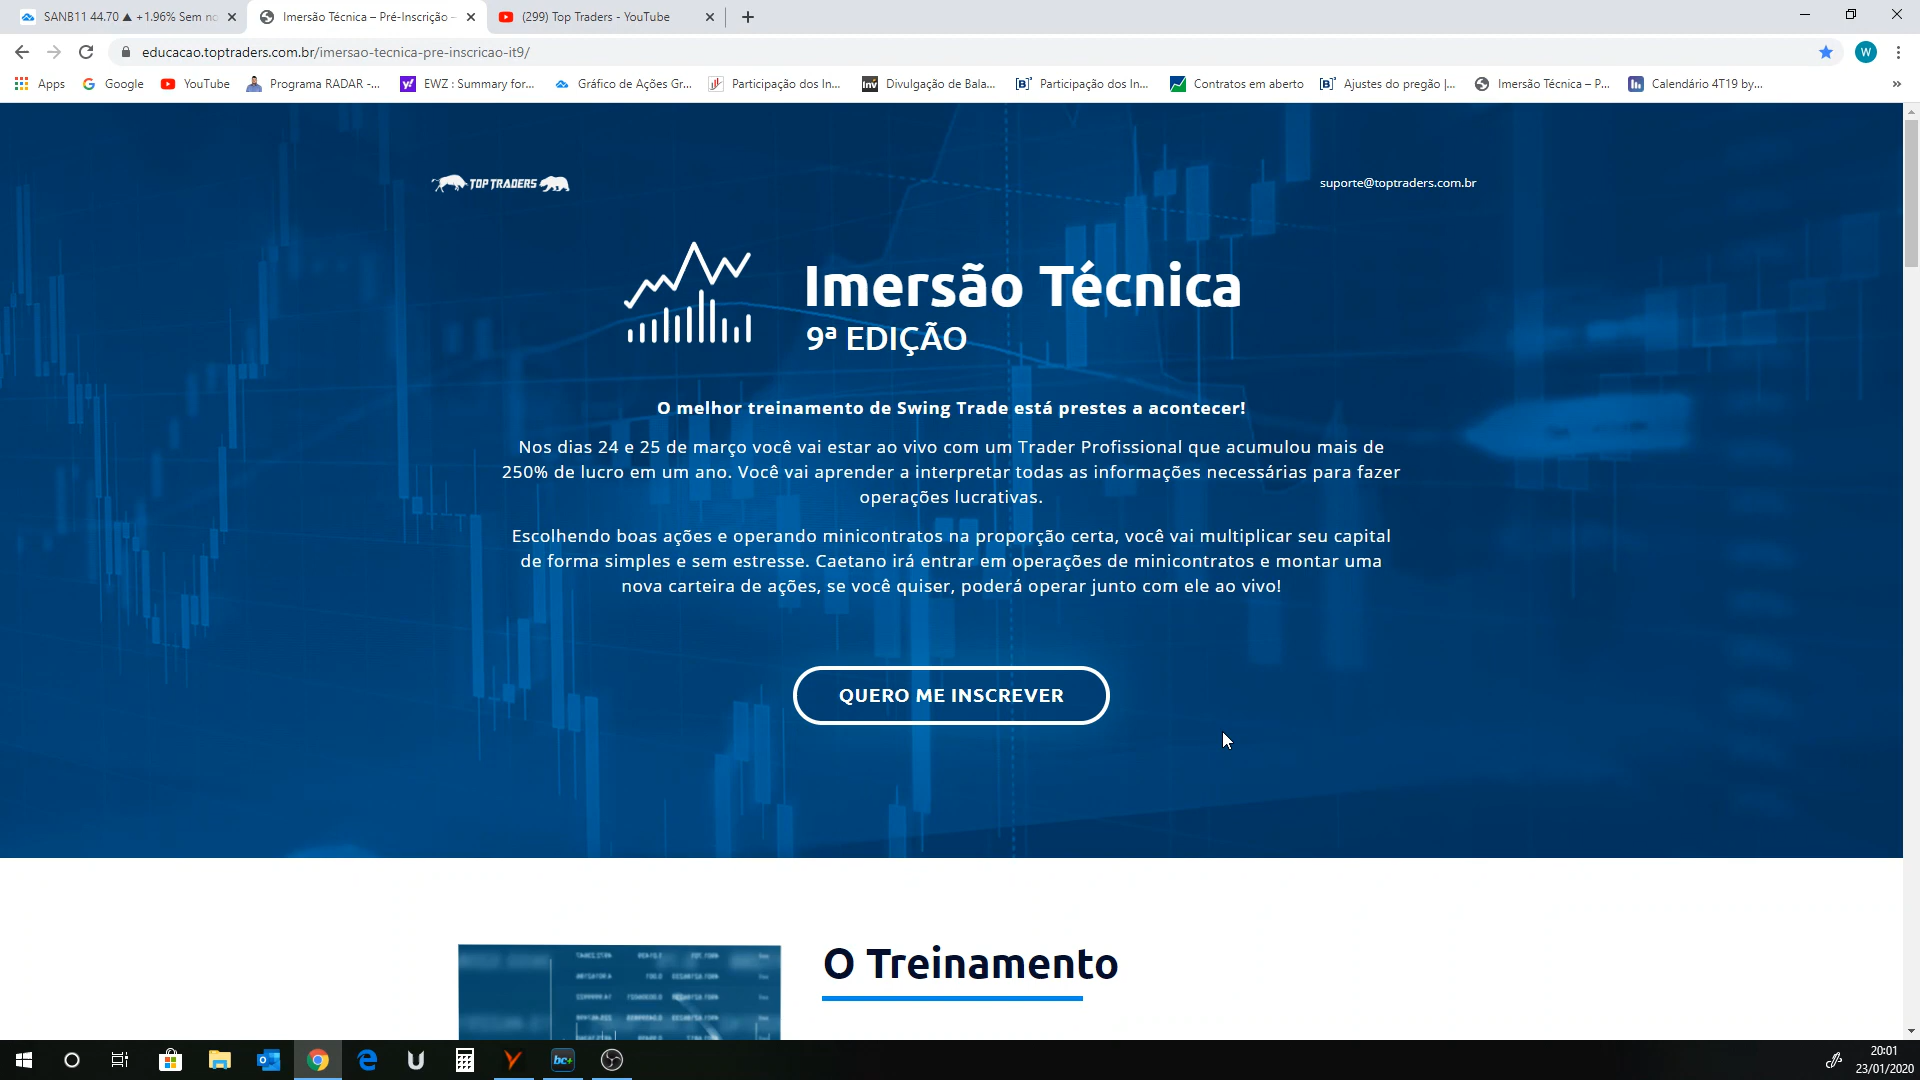 SANB11 44.70 ▲ +1.96% Sem no
Imersão Técnica – Pré-Inscrição –
(299) Top Traders - YouTube
educacao.toptraders.com.br/imersao-tecnica-pre-inscricao-it9/
W
Apps
Google
YouTube
Programa RADAR -...
EWZ : Summary for...
Gráfico de Ações Gr...
Participação dos In...
Divulgação de Bala...
Participação dos In...
Contratos em aberto
Ajustes do pregão |...
Imersão Técnica – P...
Calendário 4T19 by...
TOP TRADERS
suporte@toptraders.com.br
Imersão Técnica
9ª EDIÇÃO
O melhor treinamento de Swing Trade está prestes a acontecer!
Nos dias 24 e 25 de março você vai estar ao vivo com um Trader Profissional que acumulou mais de
250% de lucro em um ano. Você vai aprender a interpretar todas as informações necessárias para fazer
operações lucrativas.
Escolhendo boas ações e operando minicontratos na proporção certa, você vai multiplicar seu capital
de forma simples e sem estresse. Caetano irá entrar em operações de minicontratos e montar uma
nova carteira de ações, se você quiser, poderá operar junto com ele ao vivo!
QUERO ME INSCREVER
O Treinamento
20:01
23/01/2020